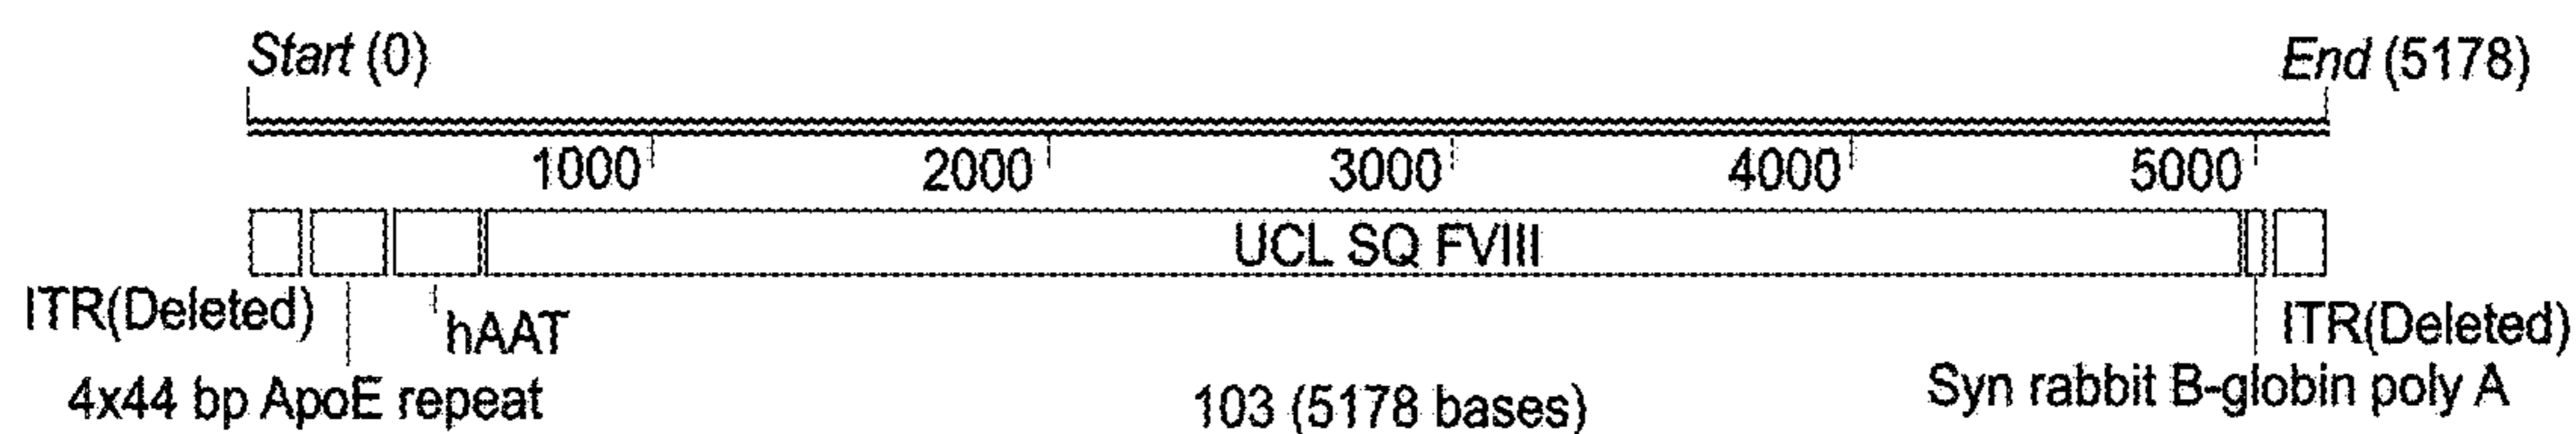 Start (0) End (5178)
1000 2000 3000 4000 5000
UCL SQ FVIII
ITR(Deleted) hAAT ITR(Deleted)
4x44 bp ApoE repeat 103 (5178 bases) Syn rabbit B-globin poly A